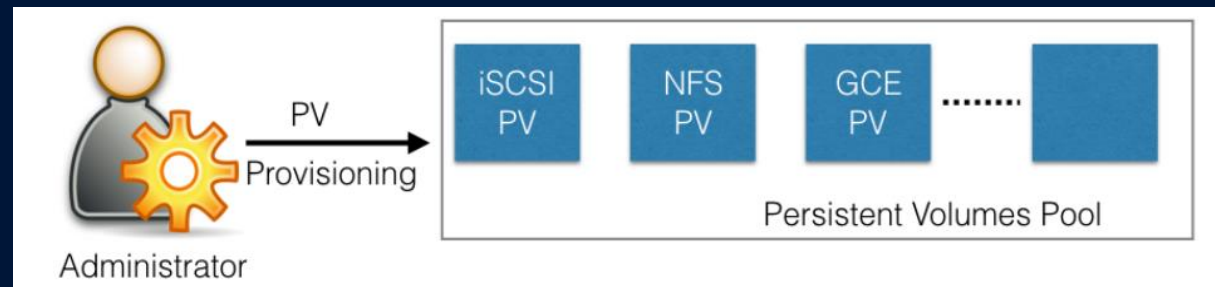 iSCSI
PV
NFS
PV
GCE
PV
PV
Provisioning
Persistent Volumes Pool
Administrator